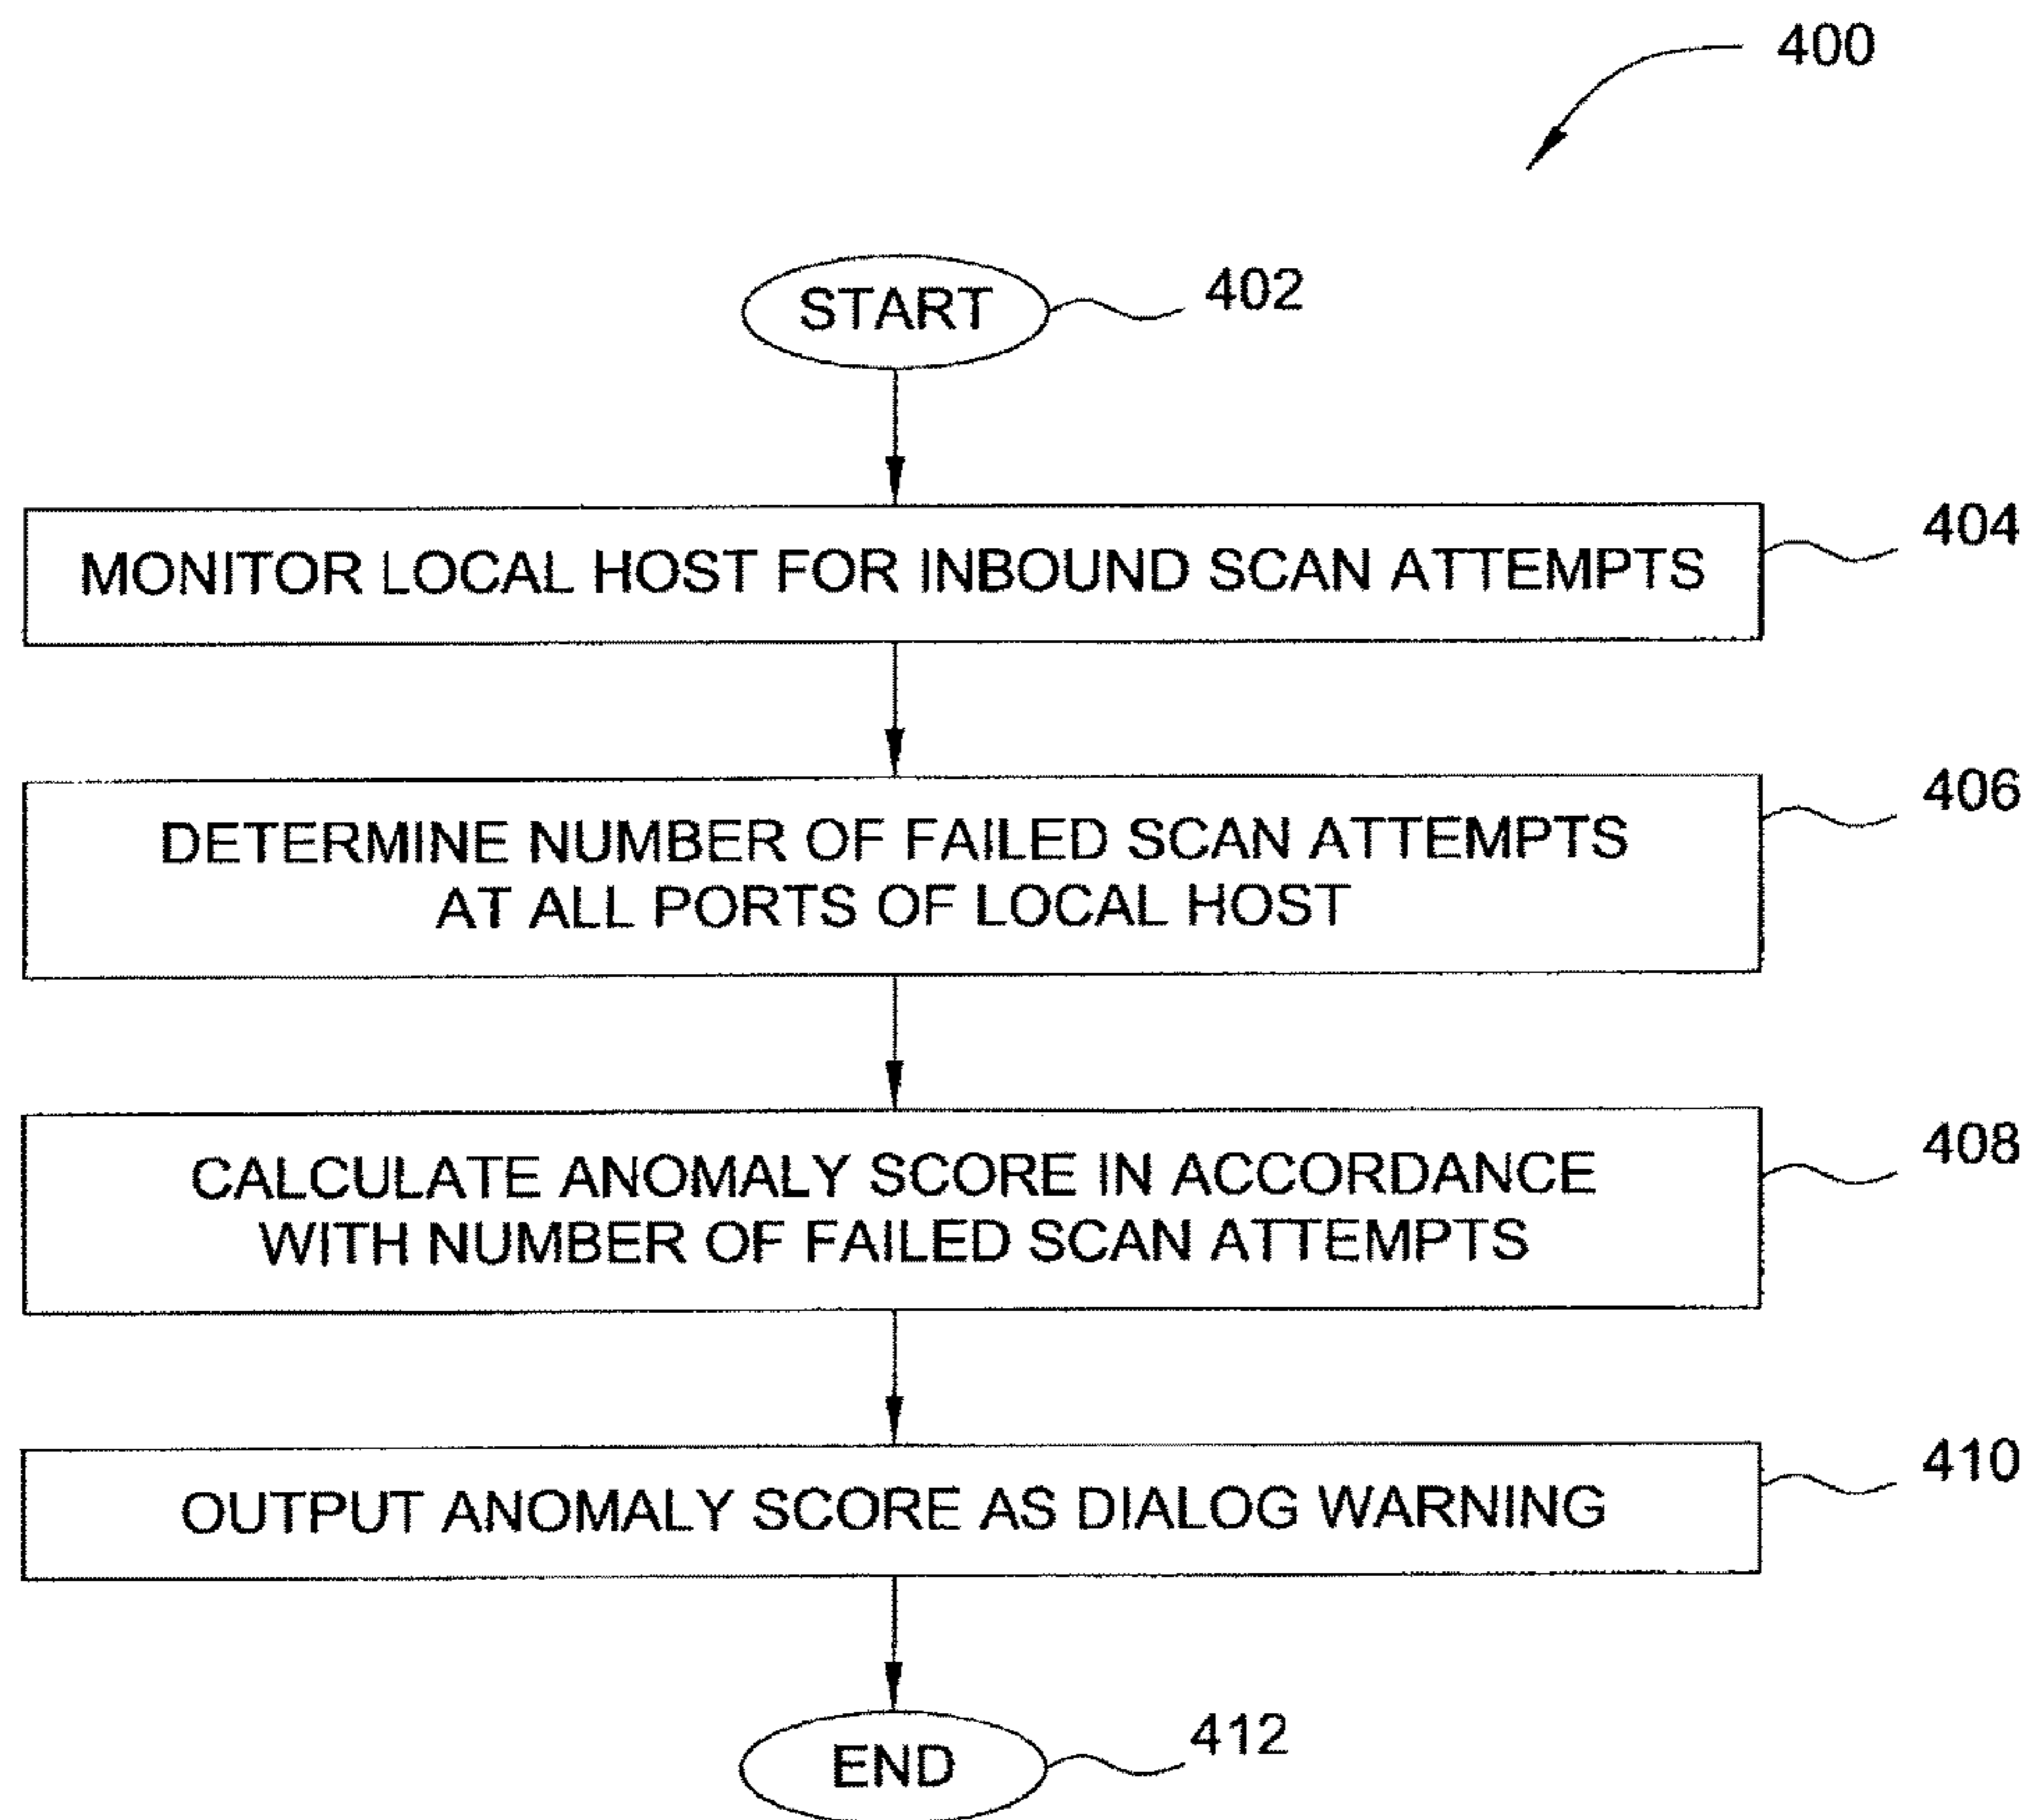 400
START
402
MONITOR LOCAL HOST FOR INBOUND SCAN ATTEMPTS
404
DETERMINE NUMBER OF FAILED SCAN ATTEMPTS
AT ALL PORTS OF LOCAL HOST
406
CALCULATE ANOMALY SCORE IN ACCORDANCE
WITH NUMBER OF FAILED SCAN ATTEMPTS
408
OUTPUT ANOMALY SCORE AS DIALOG WARNING
410
END
412